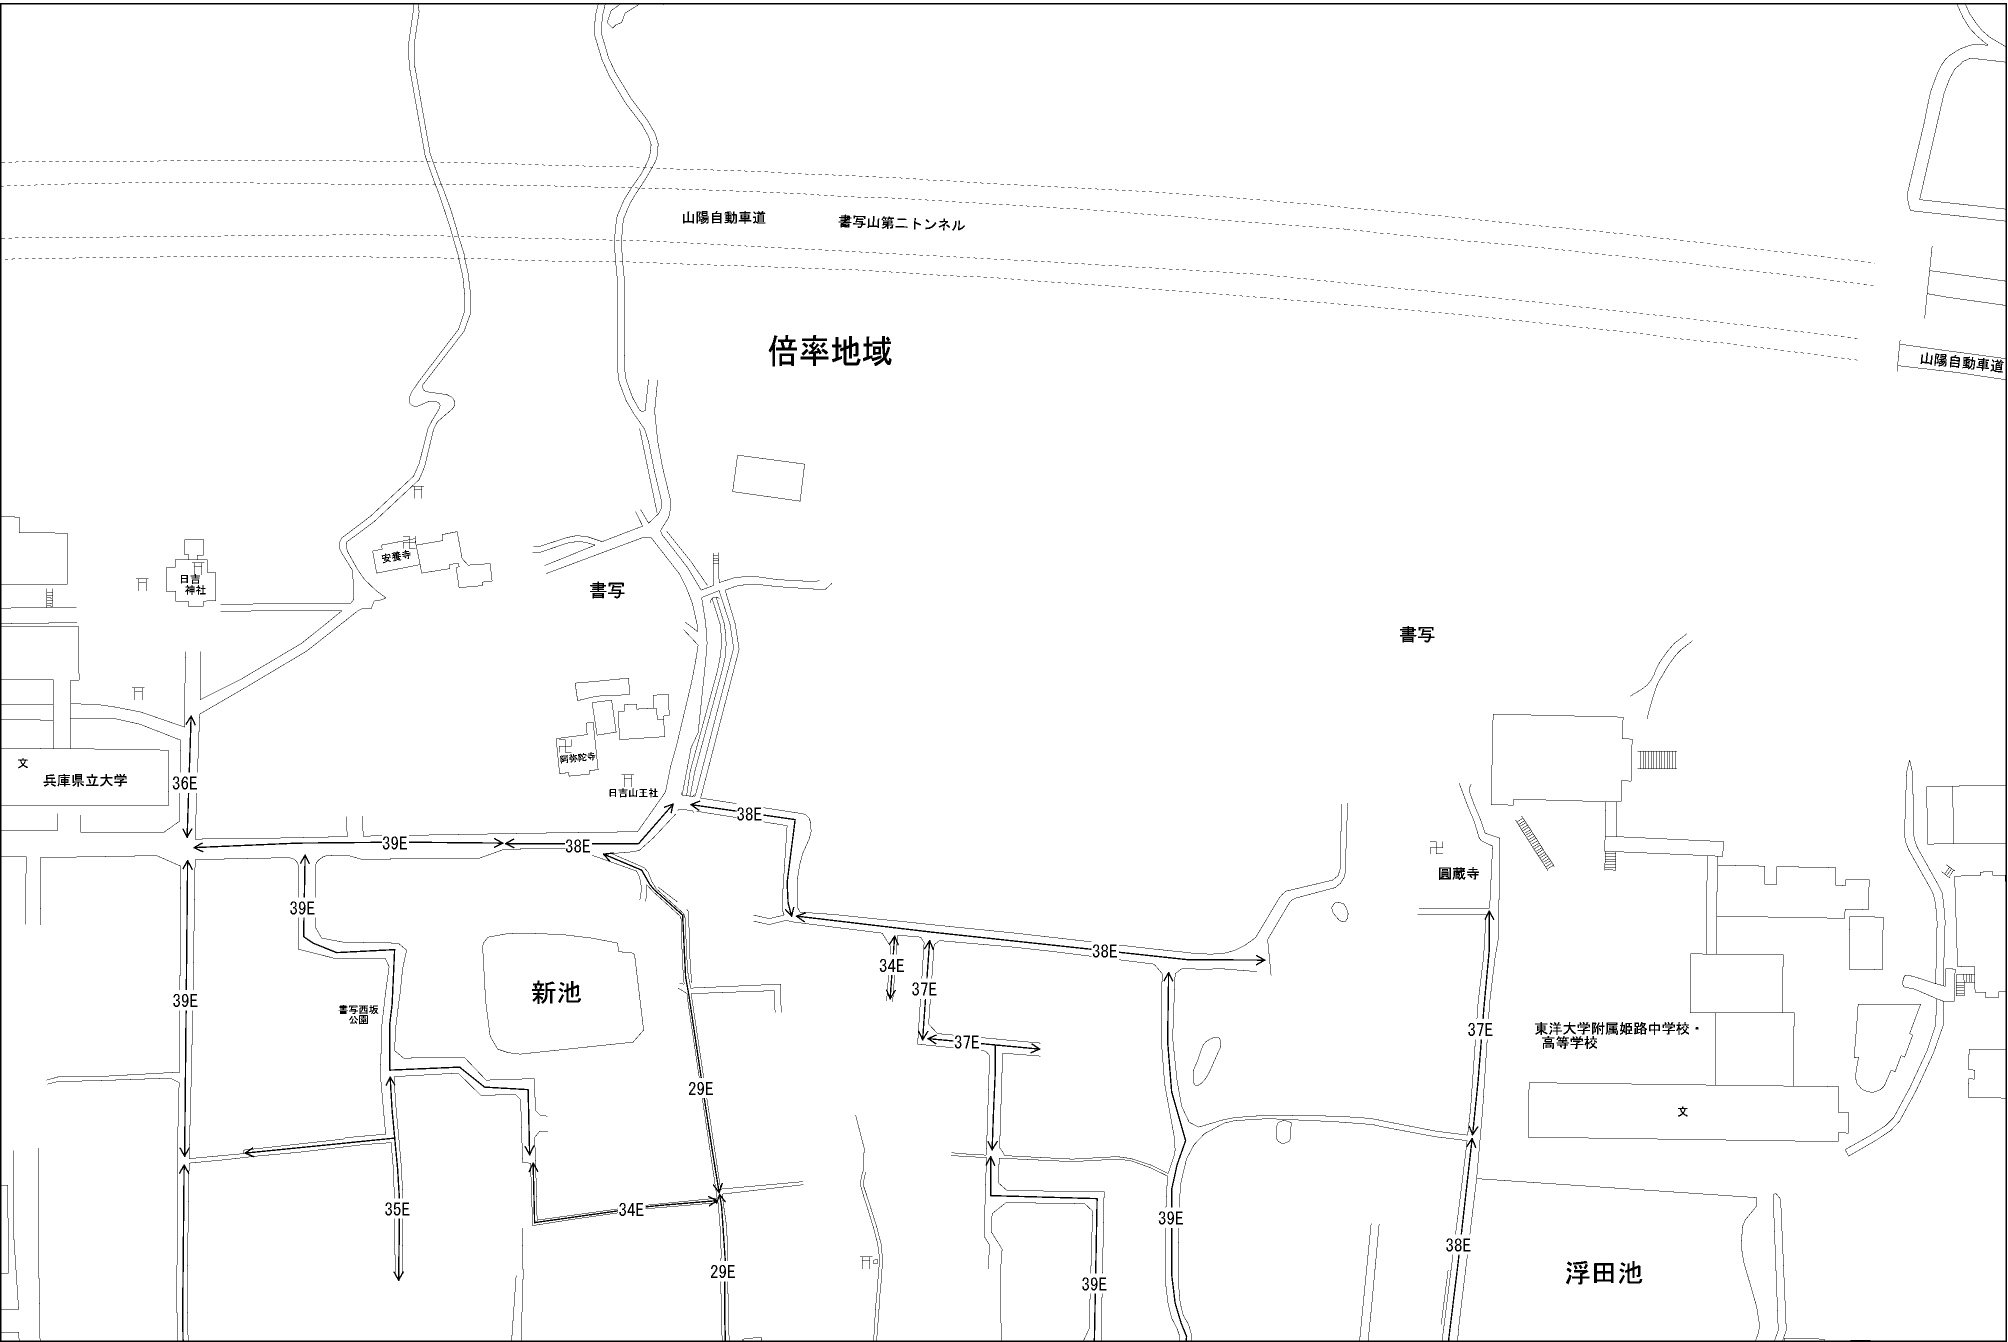 山陽自動車道
書写山第二トンネル
倍率地域
山陽自動車道
安養寺
日吉
神社
書写
書写
文
兵庫県立大学
36E
阿弥陀寺
日吉山王社
38E
39E
38E
圓蔵寺
39E
38E
34E
37E
新池
39E
書写西坂
公園
37E
37E
東洋大学附属姫路中学校・
高等学校
29E
文
35E
34E
39E
38E
29E
39E
浮田池